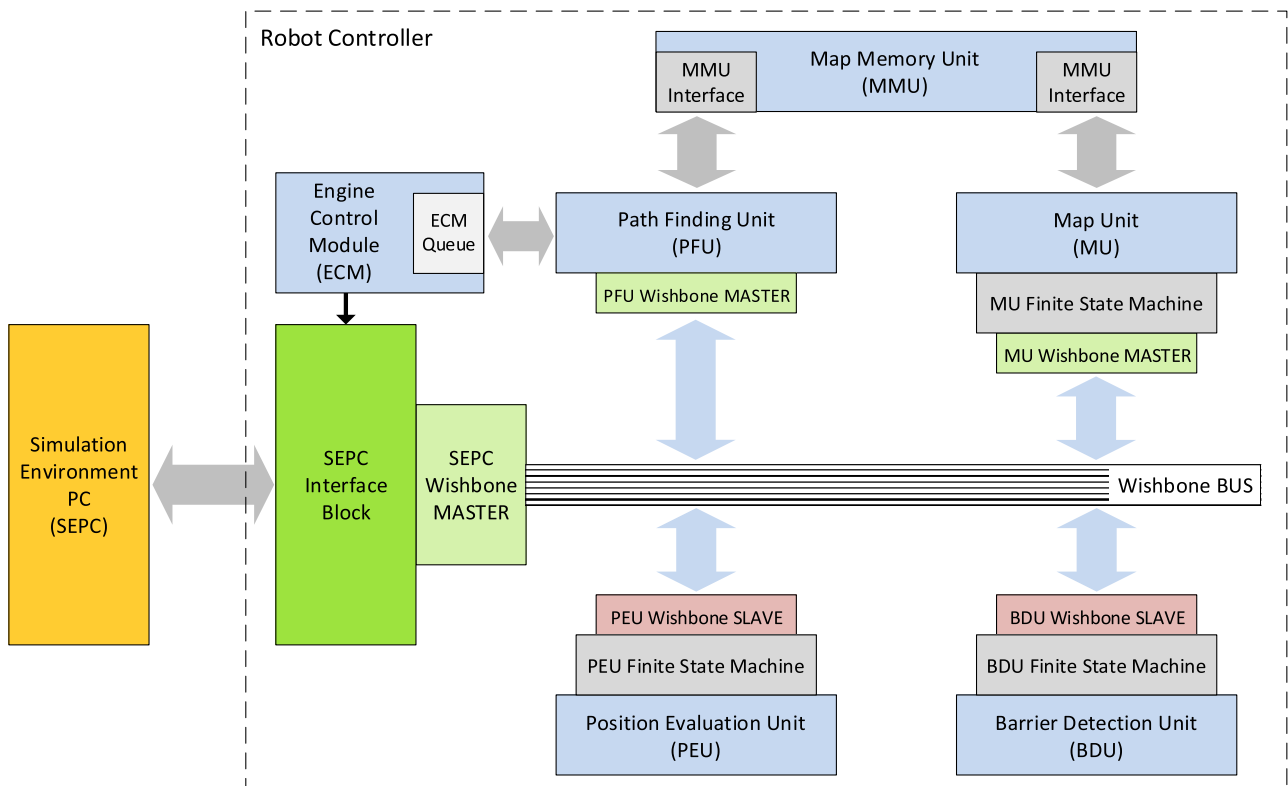 Robot Controller
Map Memory Unit
(MMU)
MMU
Interface
MMU
Interface
Engine
Control
Module
(ECM)
ECM
Queue
Path Finding Unit
(PFU)
PFU Wishbone MASTER
Map Unit
(MU)
MU Finite State Machine
MU Wishbone MASTER
Simulation
Environment
PC
(SEPC)
SEPC
Interface
Block
SEPC
Wishbone
MASTER
Wishbone BUS
PEU Wishbone SLAVE
PEU Finite State Machine
Position Evaluation Unit
(PEU)
BDU Wishbone SLAVE
BDU Finite State Machine
Barrier Detection Unit
(BDU)